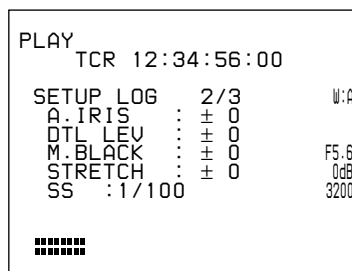 PLAY
TCR 12:34:56:00
SETUP LOG 2/3 W:A
A.IRIS : ± 0
DTL LEV : ± 0
M.BLACK : ± 0 F5.6
STRETCH : ± 0 0dB
SS :1/100 3200